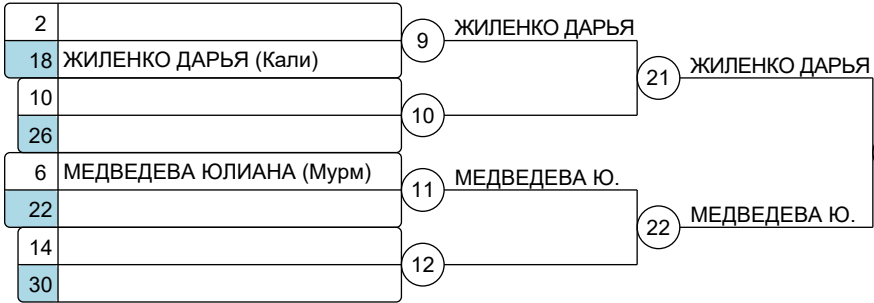 2
18 ЖИЛЕНКО ДАРЬЯ (Кали)
9 ЖИЛЕНКО ДАРЬЯ
21 ЖИЛЕНКО ДАРЬЯ
10
26
10
6 МЕДВЕДЕВА ЮЛИАНА (Мурм)
22
11 МЕДВЕДЕВА Ю.
22 МЕДВЕДЕВА Ю.
14
30
12